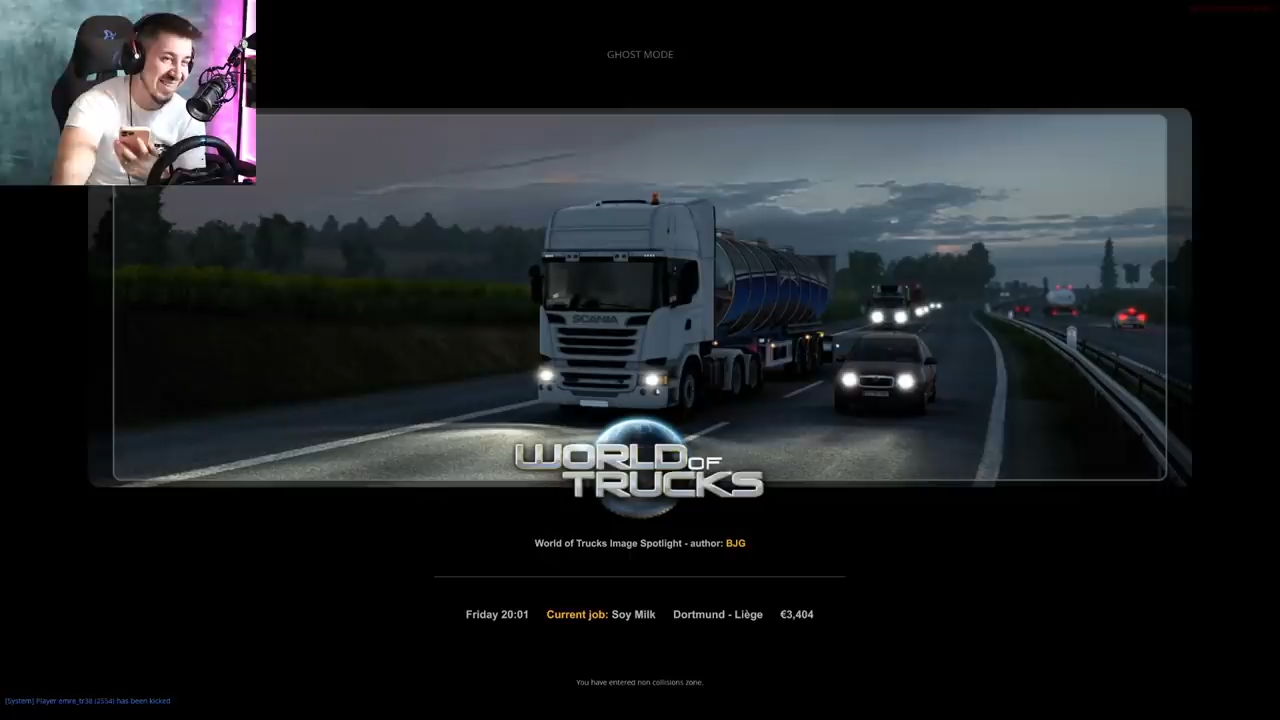 GHOST MODE
SCANIA
WORLD OF
TRUCKS
World of Trucks Image Spotlight - author: BJG
Friday 20:01 Current job: Soy Milk Dortmund - Liège €3,404
You have entered non collisions zone.
[System] Player emre_tr38 (2554) has been kicked